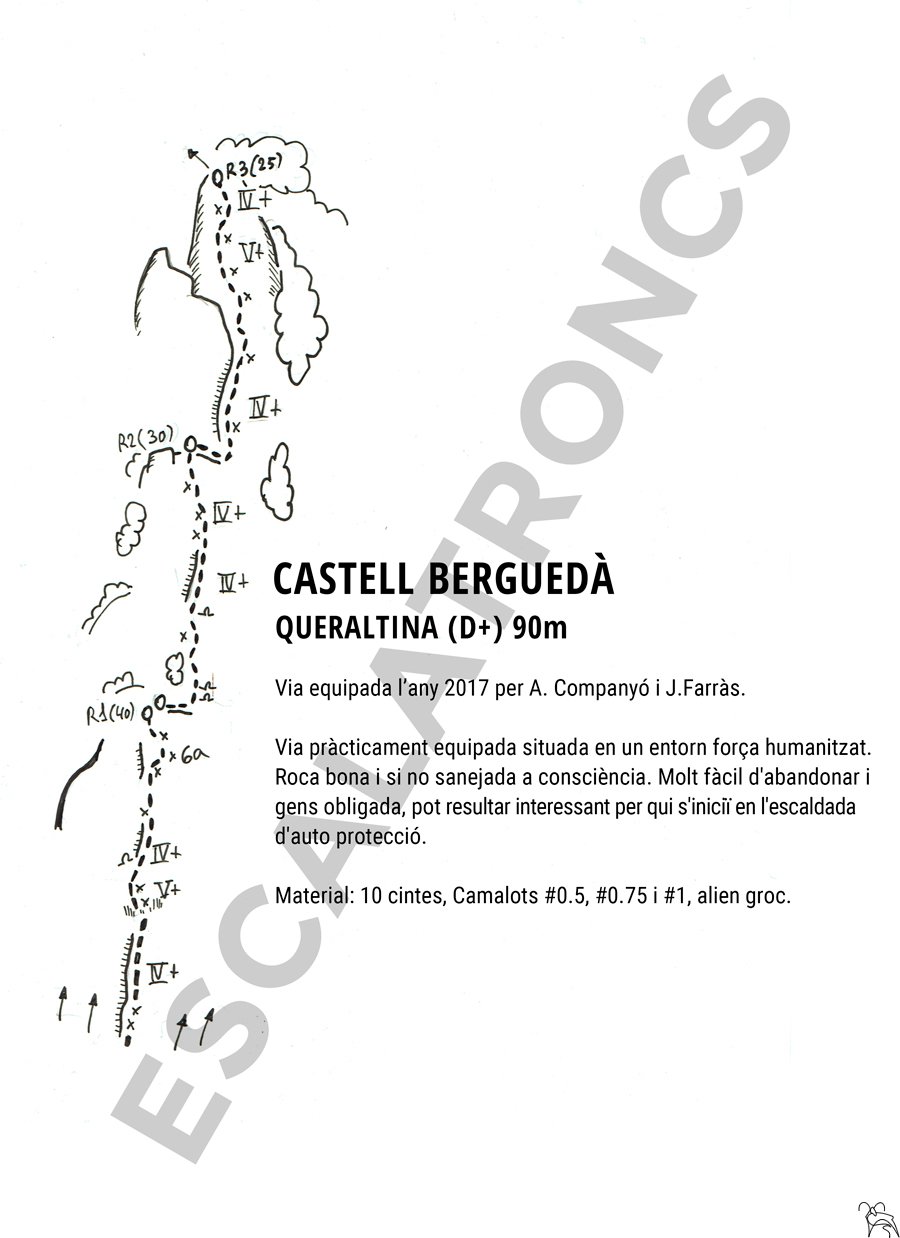 R3(25)
IV+
V+
IV+
R2(30)
IV+
IV+
CASTELL BERGUEDÀ
QUERALTINA (D+) 90m
Via equipada l'any 2017 per A. Companyó i J.Farràs.
R1(40)
6a
Via pràcticament equipada situada en un entorn força humanitzat.
Roca bona i si no sanejada a consciència. Molt fàcil d'abandonar i
gens obligada, pot resultar interessant per qui s'iniciï en l'escaldada
d'auto protecció.
IV+
V+
Material: 10 cintes, Camalots #0.5, #0.75 i #1, alien groc.
IV+
ESCALATRONCS